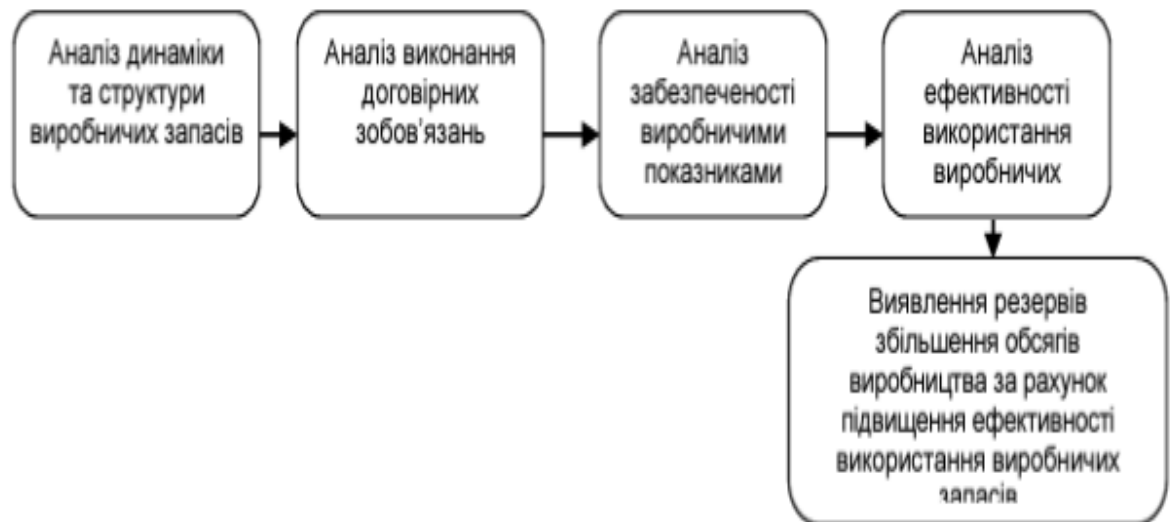 Аналіз динаміки
та структури
виробничих запасів
Аналіз виконання
договірних
зобов'язань
Аналіз
забезпеченості
виробничими
показниками
Аналіз
ефективності
використання
виробничих
Виявлення резервів
збільшення обсягів
виробництва за рахунок
підвищення ефективності
використання виробничих
запасів